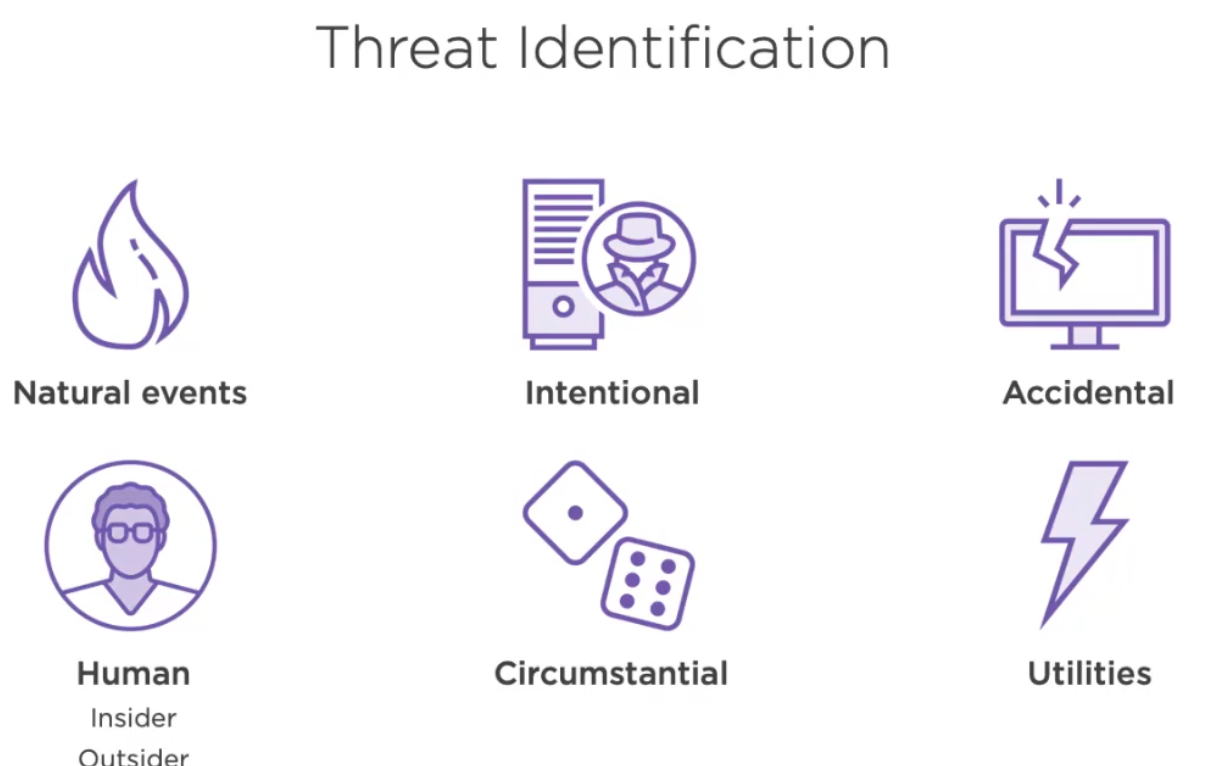 Threat Identification
Natural events
Intentional
Accidental
Human
Insider
Outsider
Circumstantial
Utilities